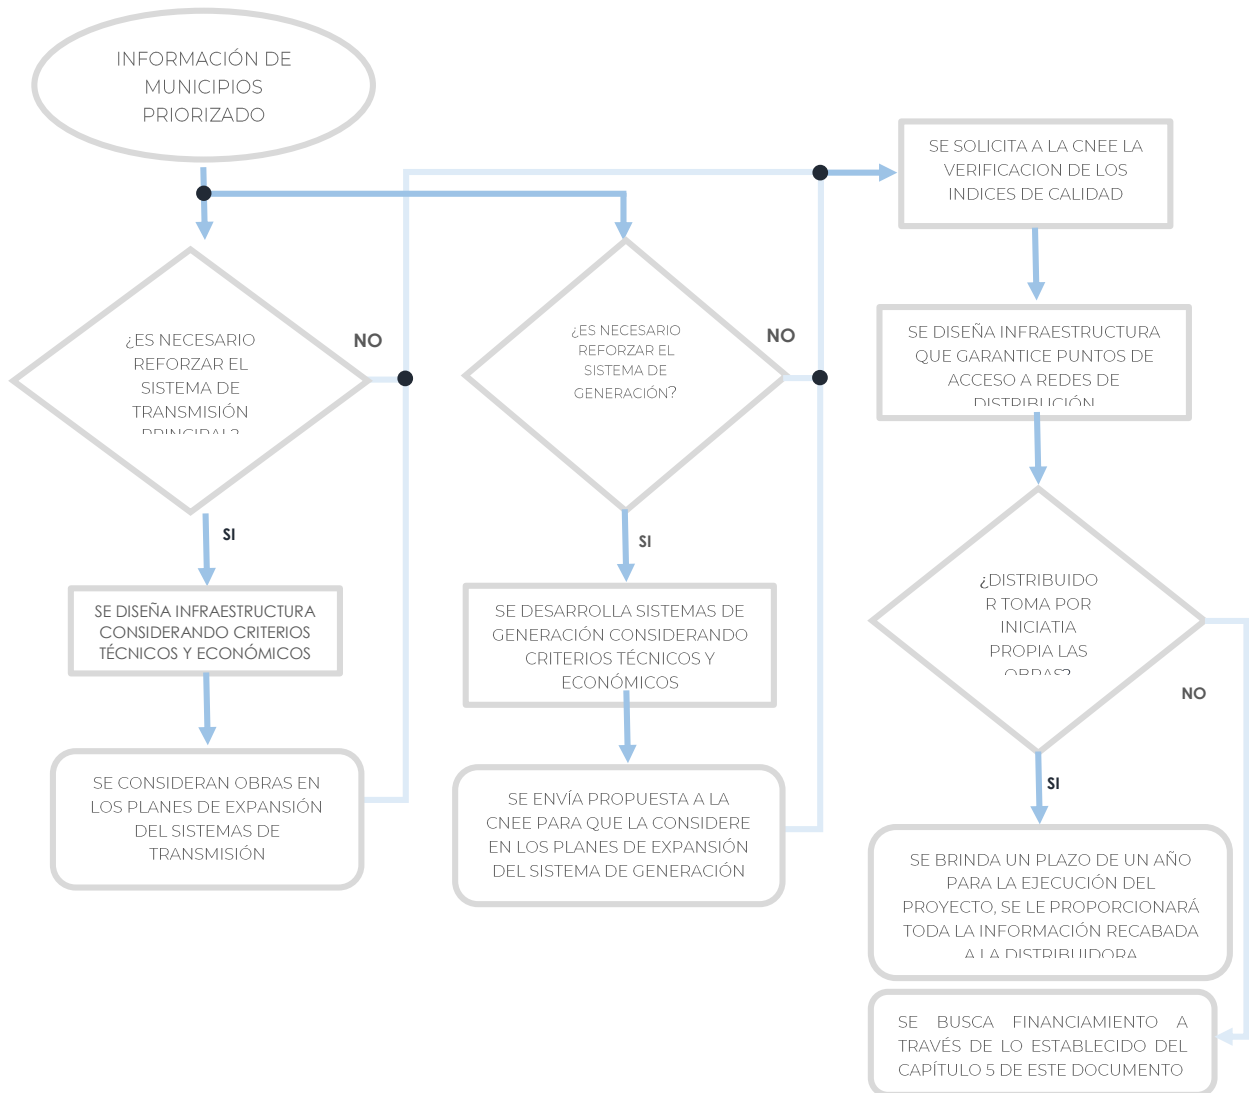 INFORMACIÓN DE
MUNICIPIOS
PRIORIZADO
¿ES NECESARIO
REFORZAR EL
SISTEMA DE
TRANSMISIÓN
PRINCIPAL?
NO
SI
SE DISEÑA INFRAESTRUCTURA
CONSIDERANDO CRITERIOS
TÉCNICOS Y ECONÓMICOS
SE CONSIDERAN OBRAS EN
LOS PLANES DE EXPANSIÓN
DEL SISTEMAS DE
TRANSMISIÓN
¿ES NECESARIO
REFORZAR EL
SISTEMA DE
GENERACIÓN?
NO
SI
SE DESARROLLA SISTEMAS DE
GENERACIÓN CONSIDERANDO
CRITERIOS TÉCNICOS Y
ECONÓMICOS
SE ENVÍA PROPUESTA A LA
CNEE PARA QUE LA CONSIDERE
EN LOS PLANES DE EXPANSIÓN
DEL SISTEMA DE GENERACIÓN
SE SOLICITA A LA CNEE LA
VERIFICACION DE LOS
INDICES DE CALIDAD
SE DISEÑA INFRAESTRUCTURA
QUE GARANTICE PUNTOS DE
ACCESO A REDES DE
DISTRIBUCIÓN
¿DISTRIBUIDO
R TOMA POR
INICIATIA
PROPIA LAS
OBRAS?
NO
SI
SE BRINDA UN PLAZO DE UN AÑO
PARA LA EJECUCIÓN DEL
PROYECTO, SE LE PROPORCIONARÁ
TODA LA INFORMACIÓN RECABADA
A LA DISTRIBUIDORA
SE BUSCA FINANCIAMIENTO A
TRAVÉS DE LO ESTABLECIDO DEL
CAPÍTULO 5 DE ESTE DOCUMENTO